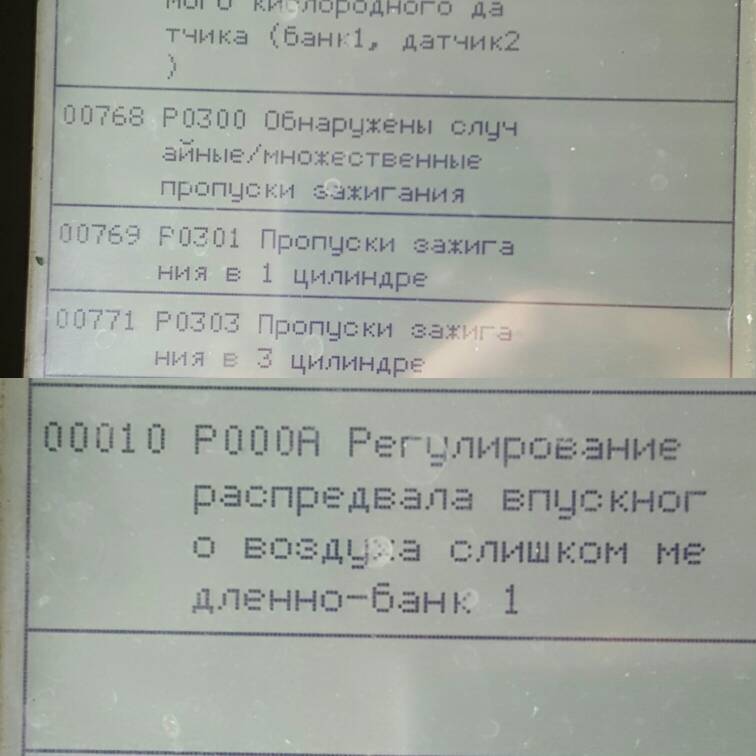 мого кислородного да
тчика (банк1, датчик2
)
00768 P0300 Обнаружены случ
айные/множественные
пропуски зажигания
00769 P0301 Пропуски зажига
ния в 1 цилиндре
00771 P0303 Пропуски зажига
ния в 3 цилиндре
00010 P000A Регулирование
распредвала впускног
о воздуха слишком ме
дленно-банк 1